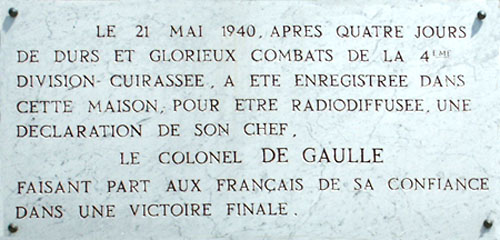 LE 21 MAI 1940, APRES QUATRE JOURS
DE DURS ET GLORIEUX COMBATS DE LA 4EME
DIVISION-CUIRASSEE, A ETE ENREGISTREE DANS
CETTE MAISON, POUR ETRE RADIODIFFUSEE, UNE
DECLARATION DE SON CHEF,
LE COLONEL DE GAULLE
FAISANT PART AUX FRANÇAIS DE SA CONFIANCE
DANS UNE VICTOIRE FINALE.